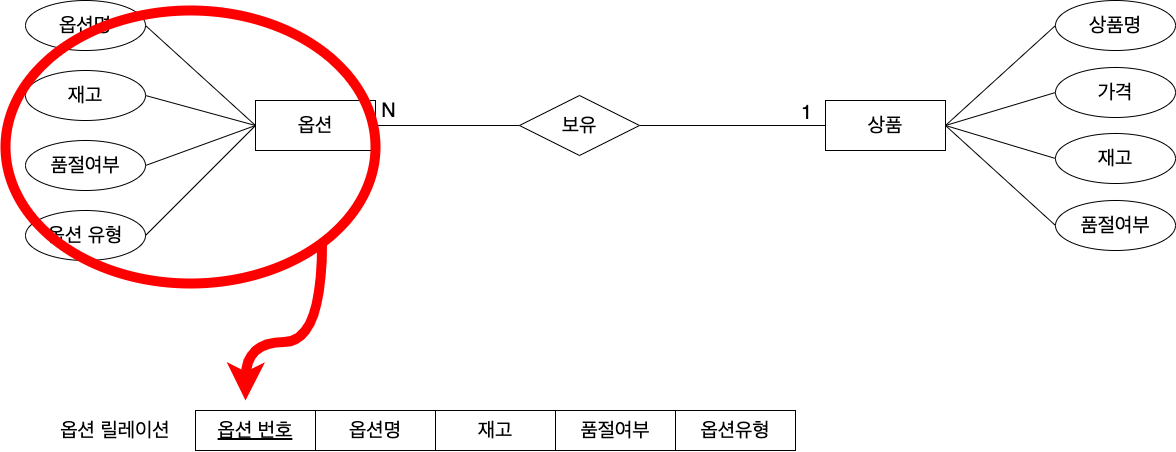 옵션명
상품명
재고
가격
옵션
N
보유
1
상품
품절여부
재고
옵션 유형
품절여부
옵션 릴레이션
옵션 번호
옵션명
재고
품절여부
옵션유형